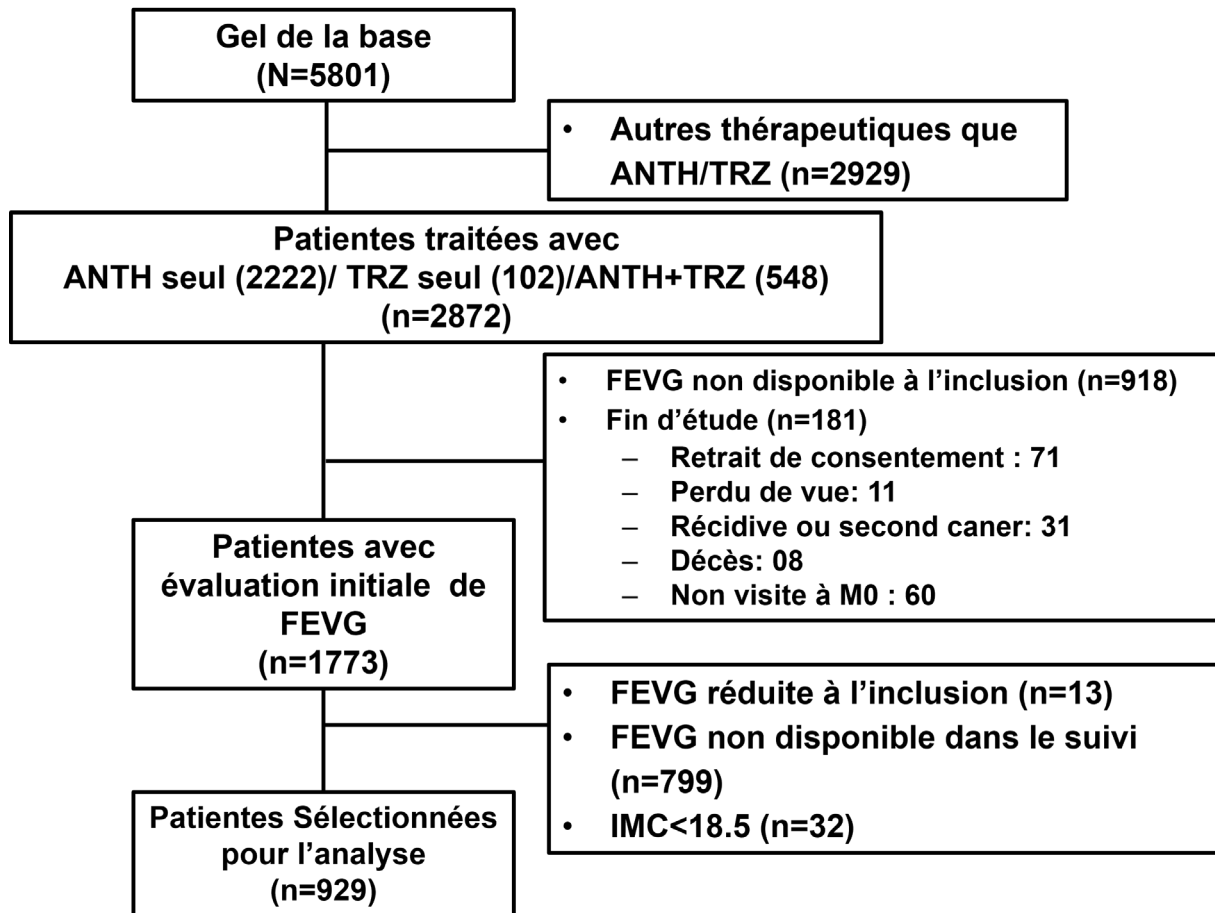 Gel de la base
(N=5801)
• Autres thérapeutiques que
ANTH/TRZ (n=2929)
Patientes traitées avec
ANTH seul (2222)/ TRZ seul (102)/ANTH+TRZ (548)
(n=2872)
• FEVG non disponible à l’inclusion (n=918)
• Fin d’étude (n=181)
– Retrait de consentement : 71
– Perdu de vue: 11
– Récidive ou second caner: 31
– Décès: 08
– Non visite à M0 : 60
Patientes avec
évaluation initiale de
FEVG
(n=1773)
• FEVG réduite à l’inclusion (n=13)
• FEVG non disponible dans le suivi
(n=799)
• IMC<18.5 (n=32)
Patientes Sélectionnées
pour l’analyse
(n=929)